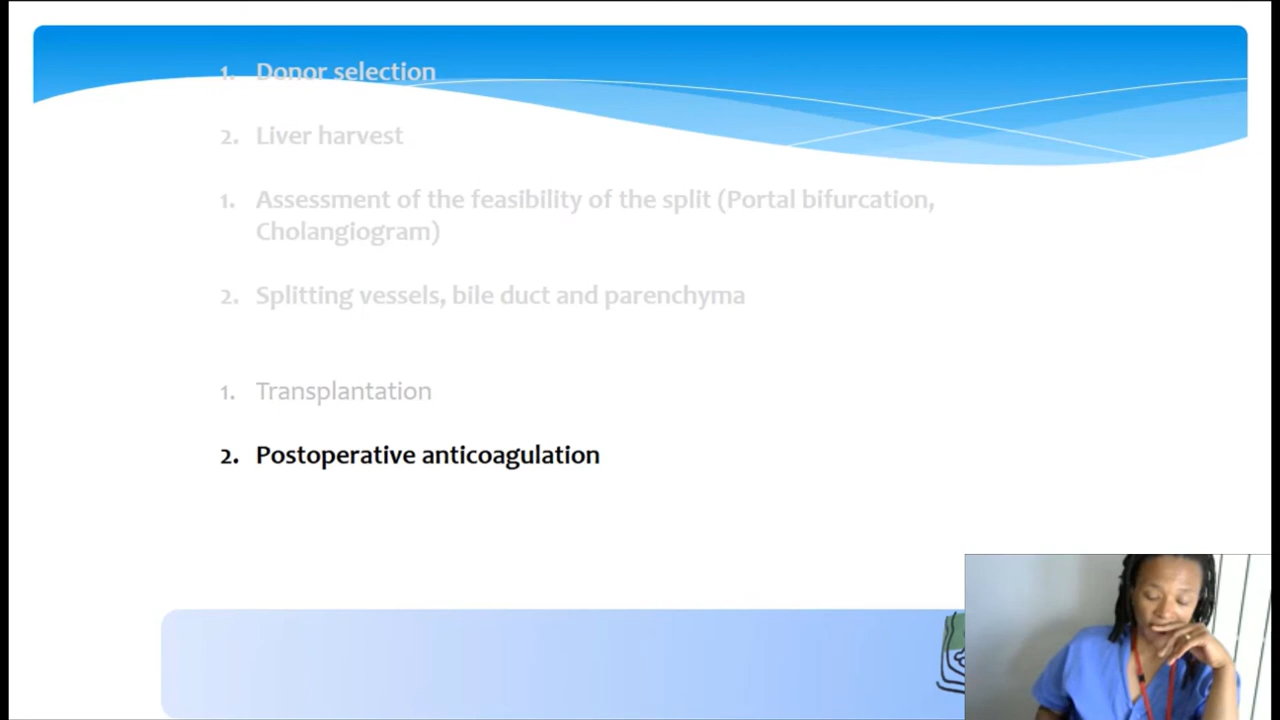 1. Donor selection
2. Liver harvest
1. Assessment of the feasibility of the split (Portal bifurcation,
Cholangiogram)
2. Splitting vessels, bile duct and parenchyma
1. Transplantation
2. Postoperative anticoagulation